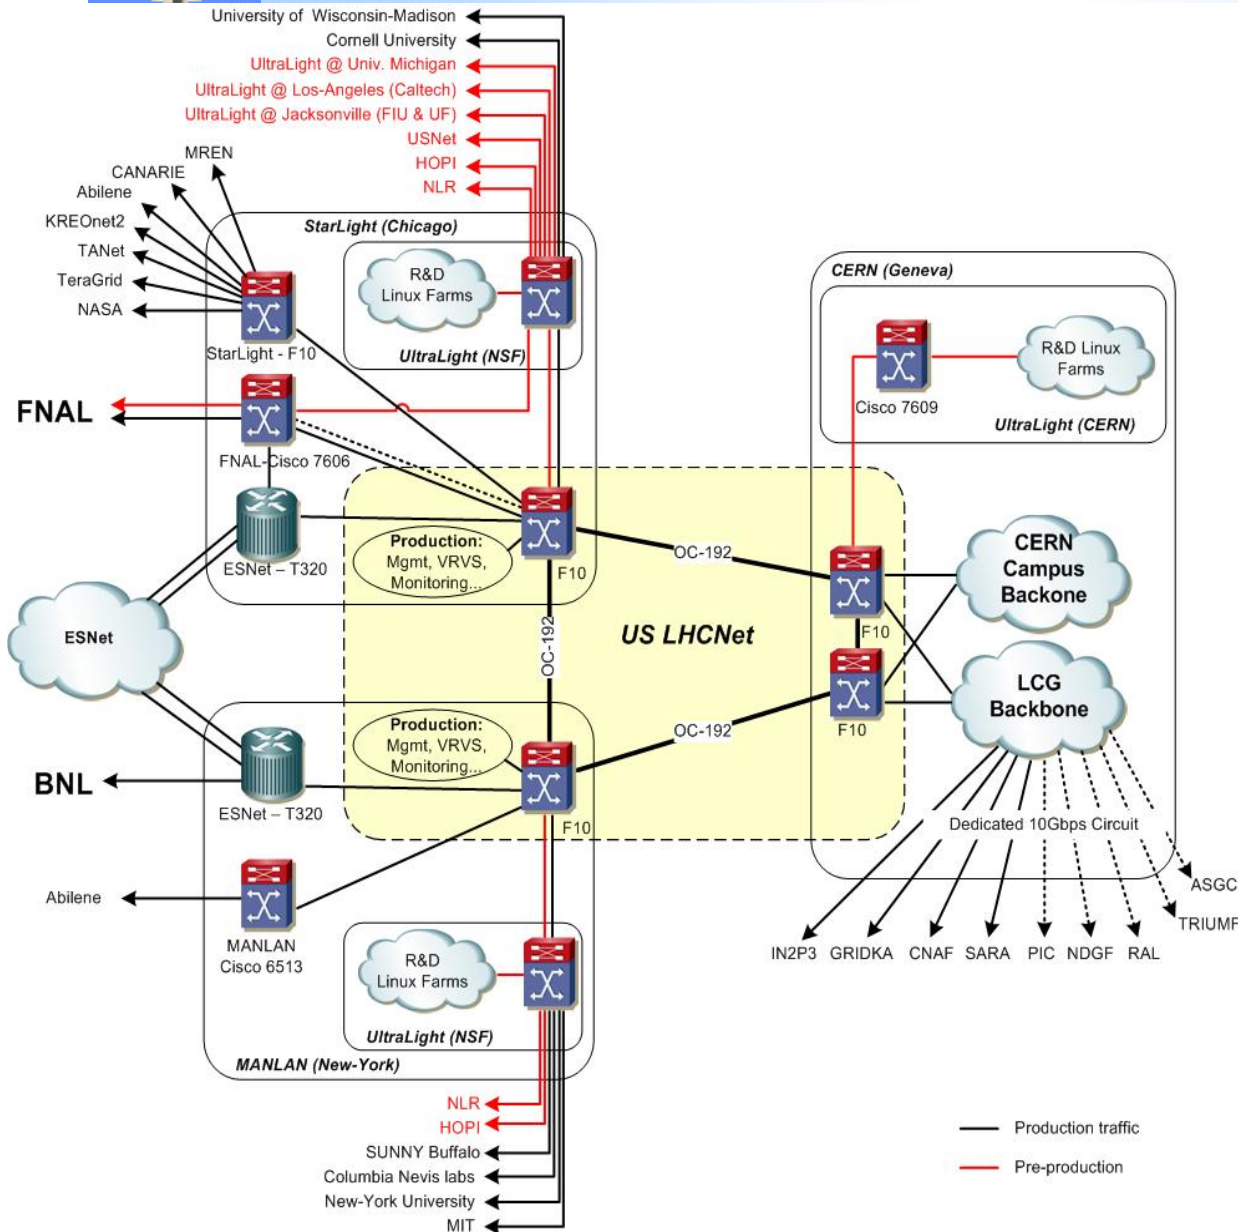 University of Wisconsin-Madison
Cornell University
UltraLight @ Univ. Michigan
UltraLight @ Los-Angeles (Caltech)
UltraLight @ Jacksonville (FIU & UF)
USNet
HOPI
NLR
MREN
CANARIE
Abilene
KREOnet2
TANet
TeraGrid
NASA
StarLight (Chicago)
R&D
Linux Farms
UltraLight (NSF)
StarLight - F10
FNAL
FNAL-Cisco 7606
ESNet – T320
Production:
Mgmt, VRVS,
Monitoring...
F10
CERN (Geneva)
Cisco 7609
R&D Linux
Farms
UltraLight (CERN)
OC-192
US LHCNet
OC-192
OC-192
F10
F10
CERN
Campus
Backone
LCG
Backbone
ESNet
MANLAN (New-York)
Production:
Mgmt, VRVS,
Monitoring...
F10
BNL
ESNet – T320
Abilene
MANLAN
Cisco 6513
R&D
Linux Farms
UltraLight (NSF)
Dedicated 10Gbps Circuit
IN2P3
GRIDKA
CNAF
SARA
PIC
NDGF
RAL
TRIUMF
ASGC
NLR
HOPI
SUNNY Buffalo
Columbia Nevis labs
New-York University
MIT
Production traffic
Pre-production